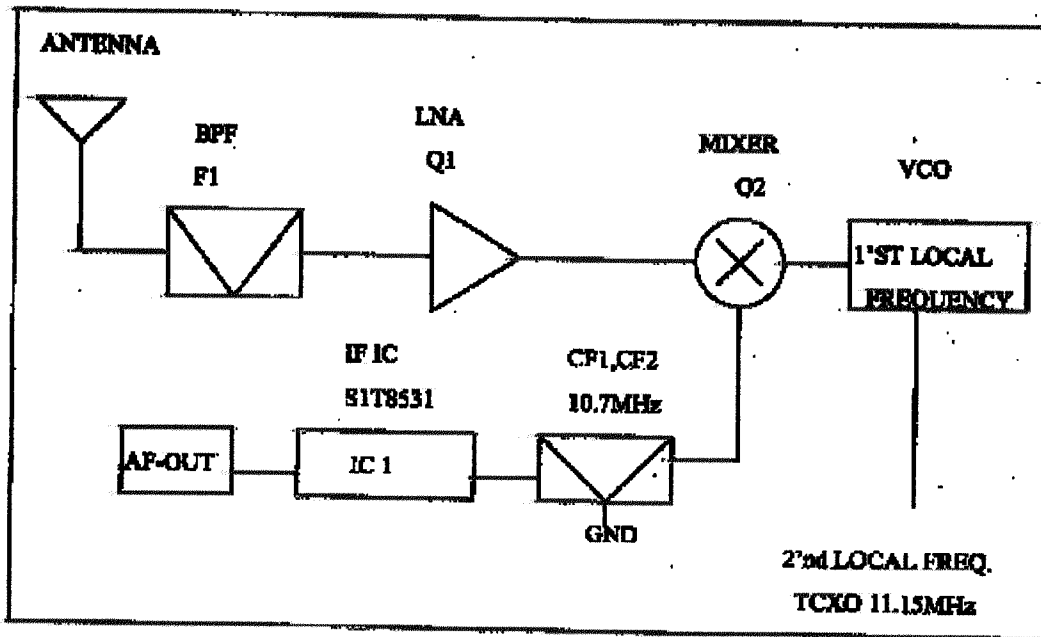 ANTENNA
BPF
F1
LNA
Q1
MIXER
Q2
VCO
1"ST LOCAL
FREQUENCY
IF IC
S1T8531
CF1,CF2
10.7MHz
AF-OUT
IC 1
GND
2'nd LOCAL FREQ.
TCXO 11.15MHz